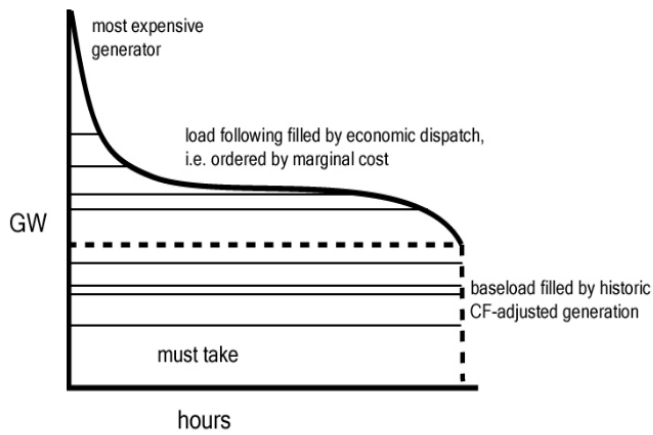 most expensive
generator
load following filled by economic dispatch,
i.e. ordered by marginal cost
GW
baseload filled by historic
CF-adjusted generation
must take
hours